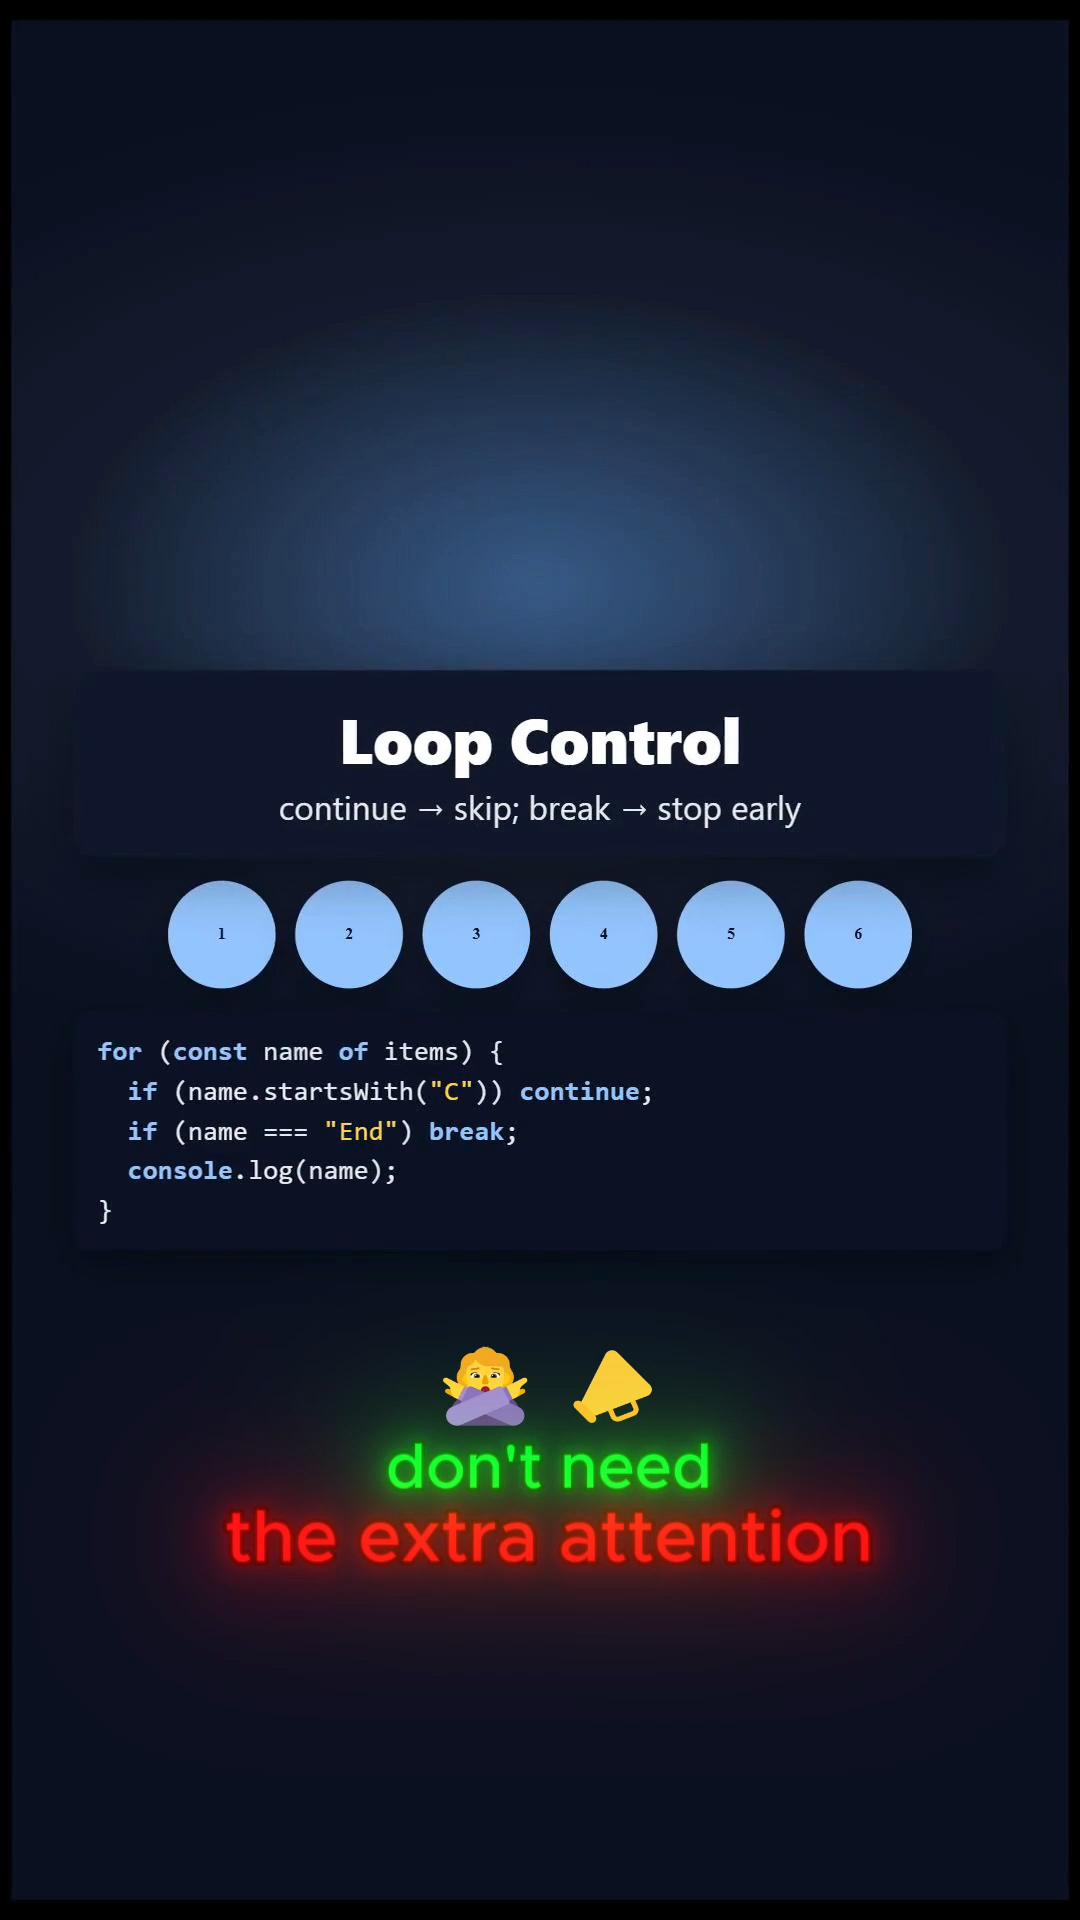 Loop Control
continue → skip; break → stop early
1 2 3 4 5 6
for (const name of items) {
  if (name.startsWith("C")) continue;
  if (name === "End") break;
  console.log(name);
}
don't need
the extra attention